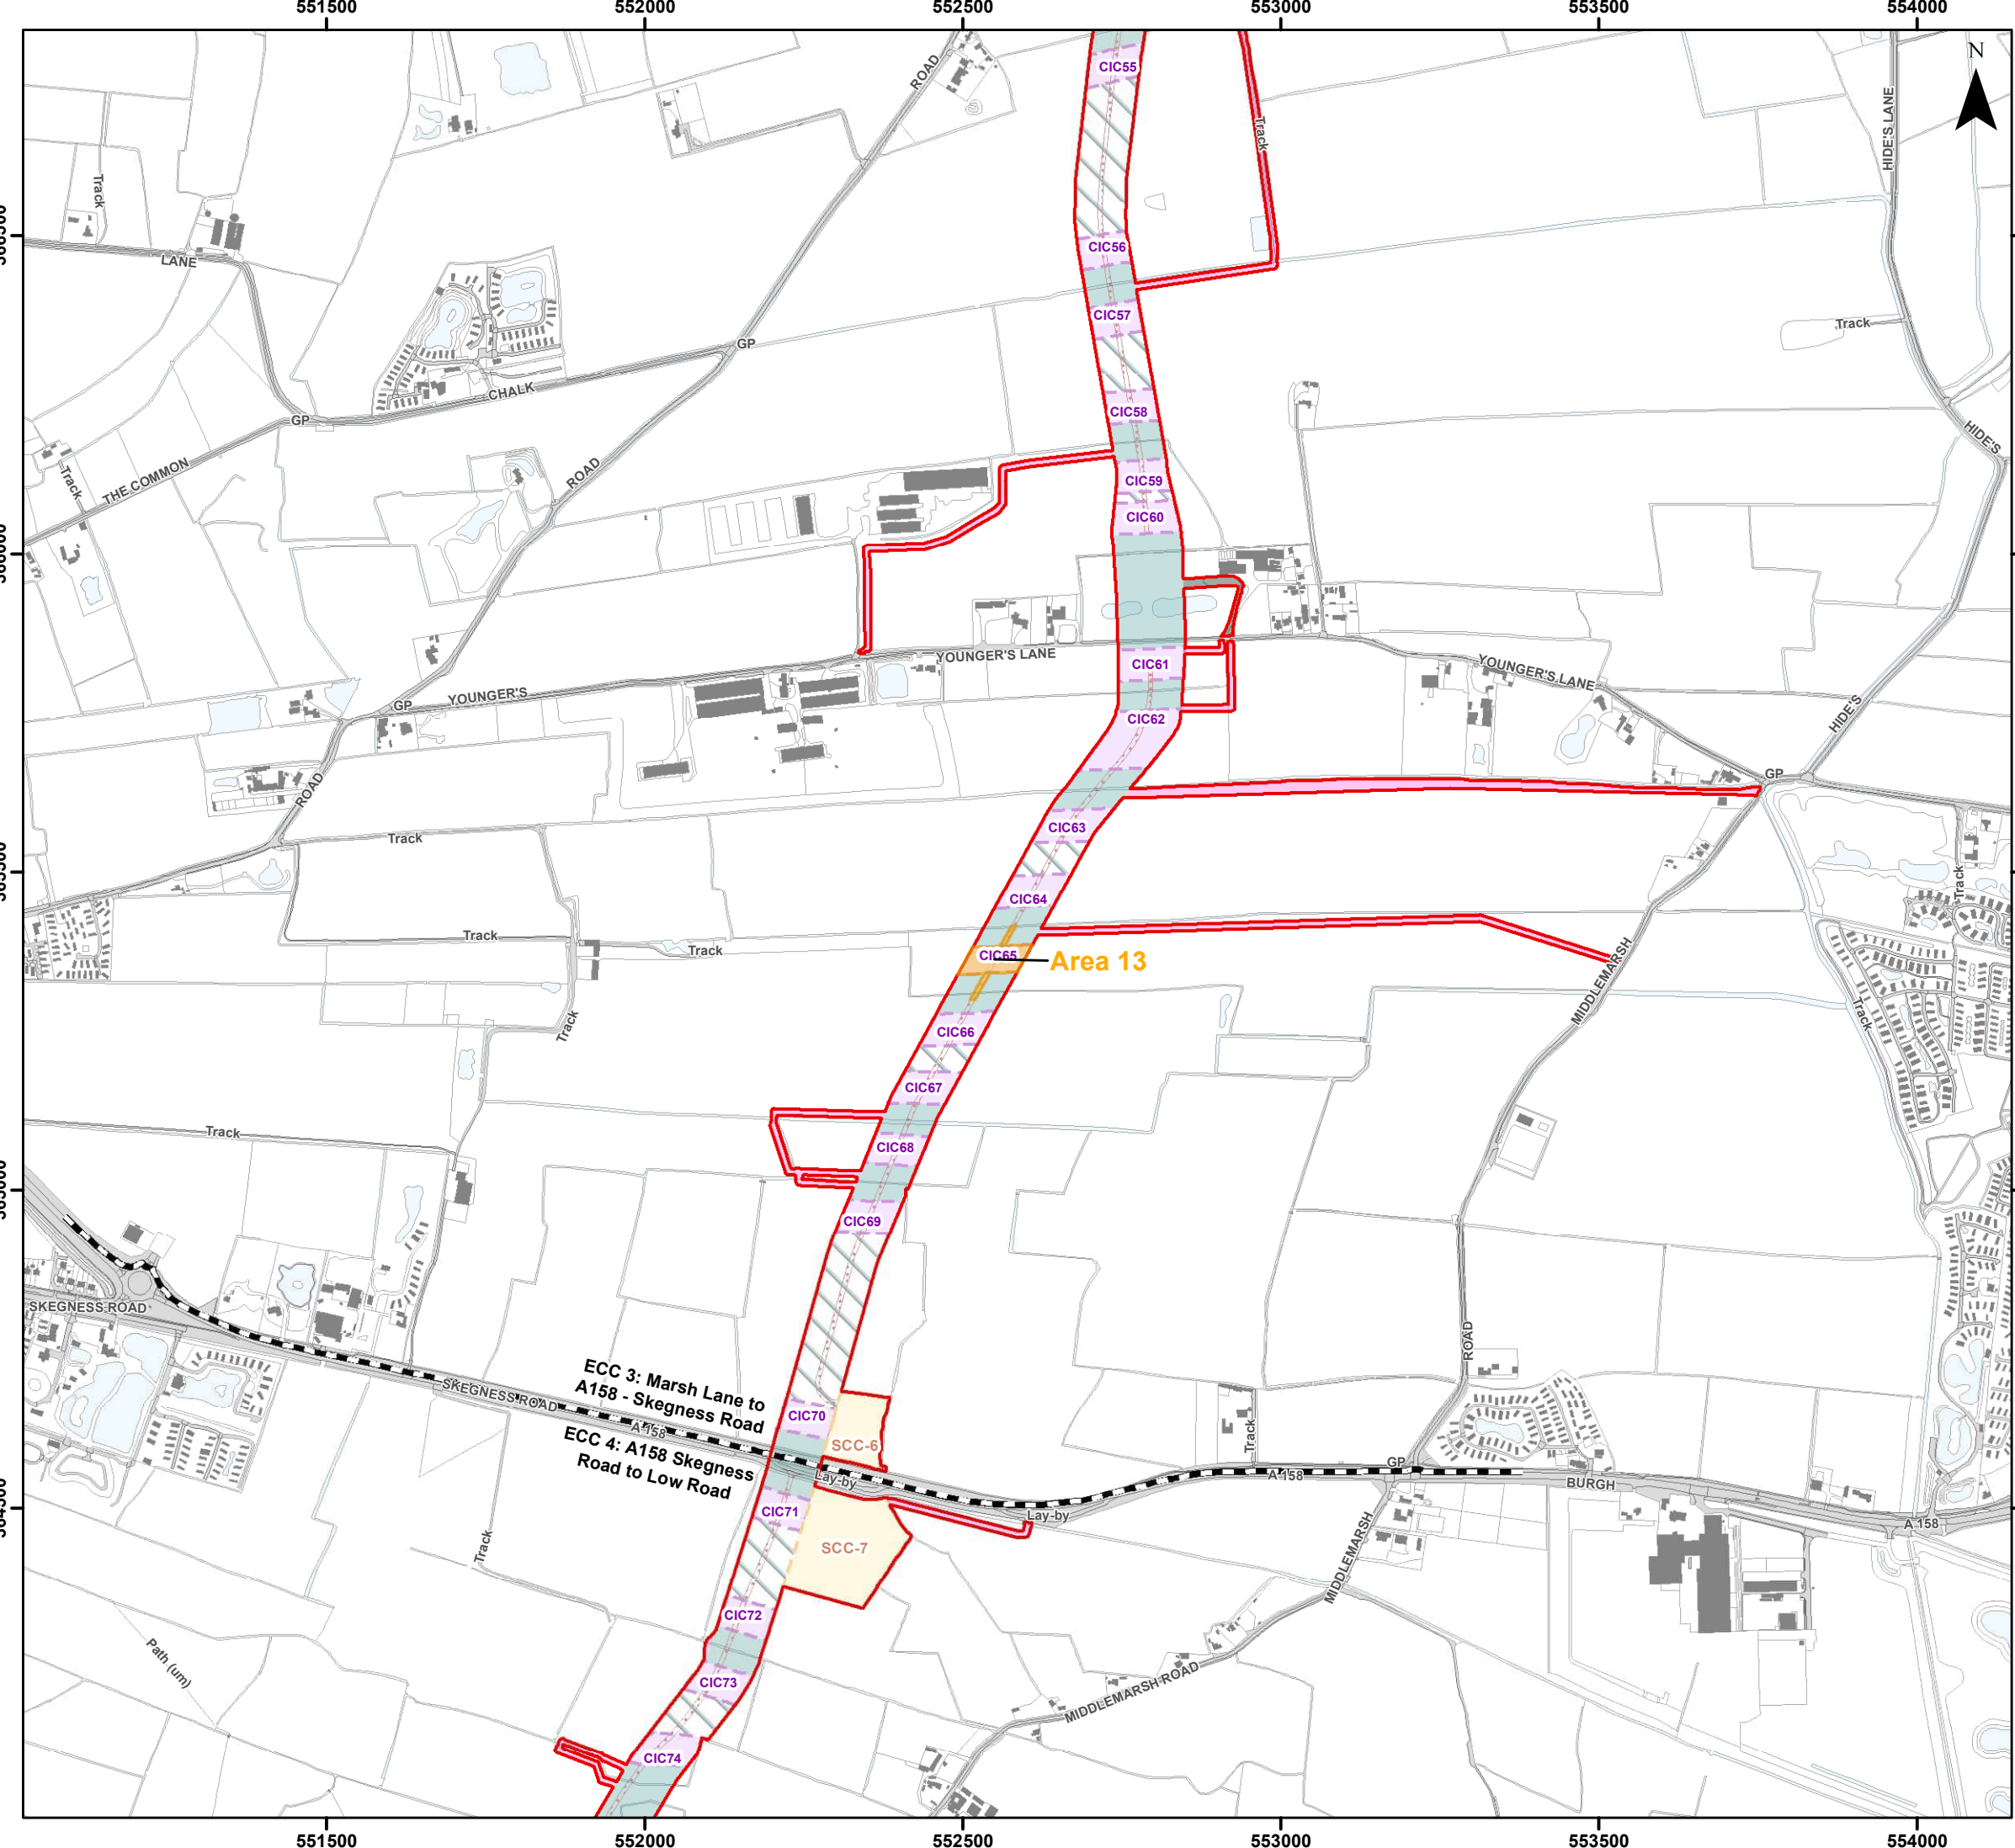 551500 552000 552500 553000 553500 554000
N
CIC55
ROAD
Track
HIDE'S LANE
Track
LANE
CIC56
CIC57
Track
GP
CHALK
GP
CIC58
HIDE'S
THE COMMON
Track
ROAD
CIC59
CIC60
YOUNGER'S LANE
CIC61
YOUNGER'S LANE
YOUNGER'S
GP
CIC62
HIDE'S
ROAD
GP
CIC63
Track
CIC64
Track
Track
Track
CIC65
Area 13
MIDDLEMARSH
Track
Track
CIC66
CIC67
Track
CIC68
CIC69
SKEGNESS ROAD
ROAD
ECC 3: Marsh Lane to
A158 - Skegness Road
SKEGNESS ROAD
A 158
CIC70
SCC-6
Track
ECC 4: A158 Skegness
Road to Low Road
Lay-by
GP
A 158
BURGH
CIC71
Lay-by
A 158
SCC-7
Track
MIDDLEMARSH
CIC72
Path (um)
CIC73
MIDDLEMARSH ROAD
CIC74
551500 552000 552500 553000 553500 554000